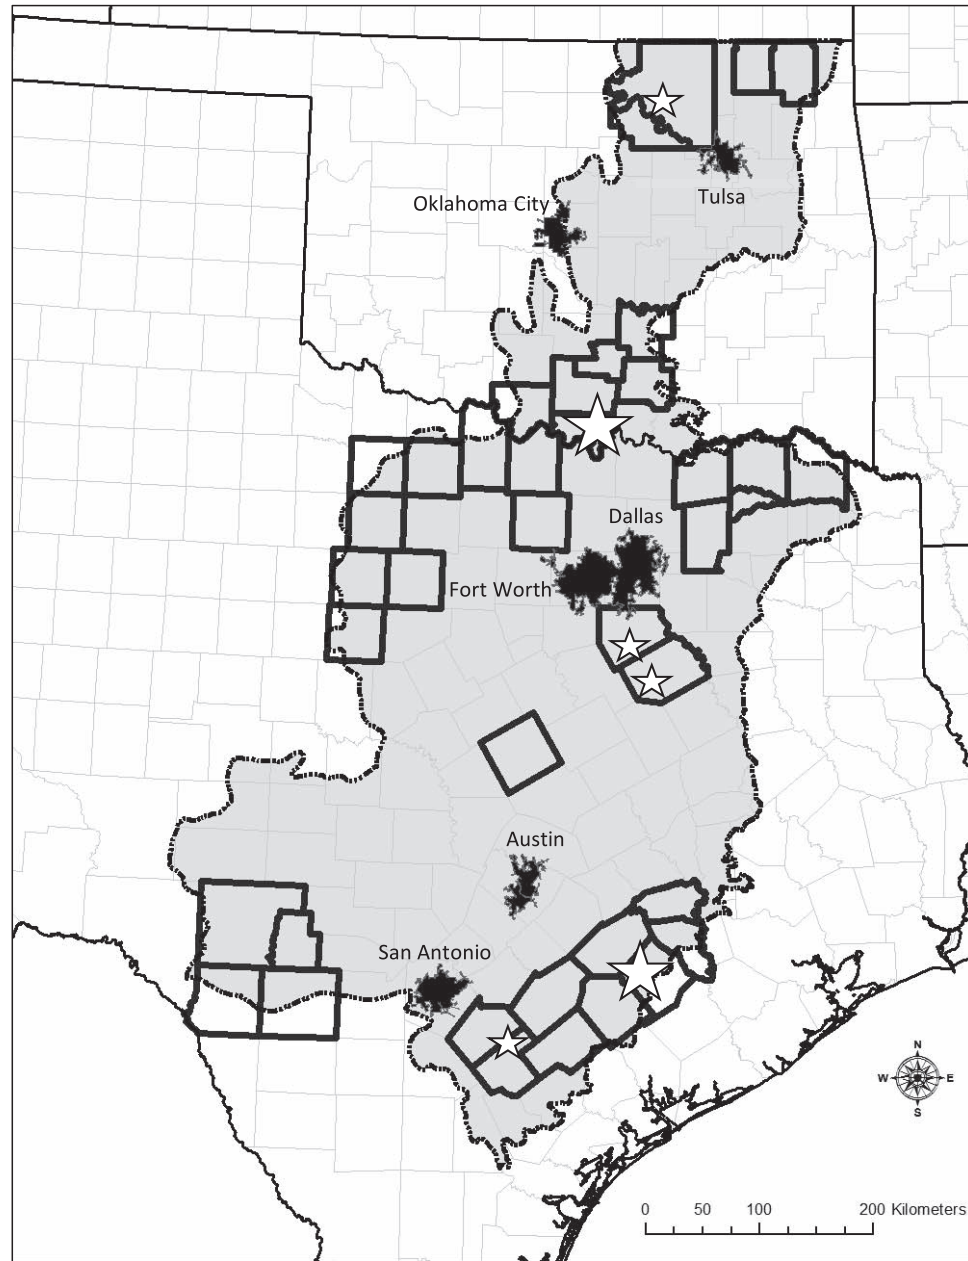 Oklahoma City
Tulsa
Dallas
Fort Worth
Austin
San Antonio
N
W E
S
0 50 100 200 Kilometers